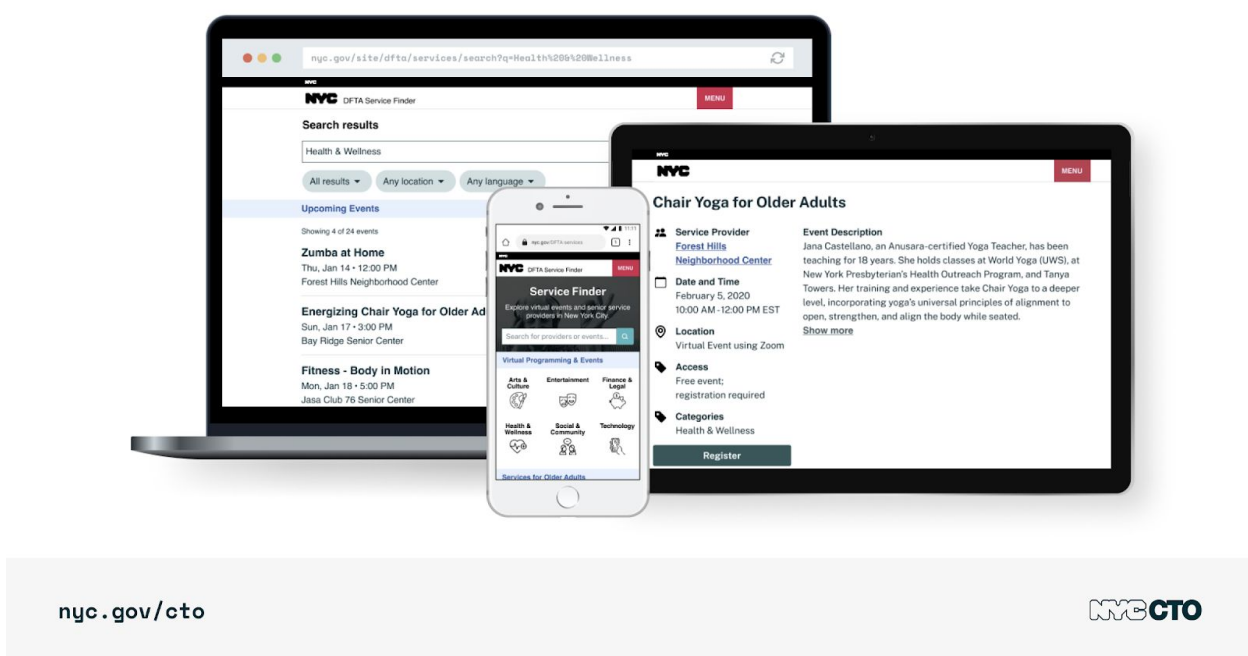 nyc.gov/site/dfta/services/search?q=Health%20&%20Wellness
NYC
NYC DFTA Service Finder
MENU
Search results
Health & Wellness
All results
Any location
Any language
Upcoming Events
Showing 4 of 24 events
Zumba at Home
Thu, Jan 14 • 12:00 PM
Forest Hills Neighborhood Center
Energizing Chair Yoga for Older Ad
Sun, Jan 17 • 3:00 PM
Bay Ridge Senior Center
Fitness - Body in Motion
Mon, Jan 18 • 5:00 PM
Jasa Club 76 Senior Center
11:11
nyc.gov/DFTA-services
1
NYC
NYC DFTA Service Finder
MENU
Service Finder
Explore virtual events and senior service
providers in New York City
Search for providers or events...
Virtual Programming & Events
Arts &
Culture
Entertainment
Finance &
Legal
Health &
Wellness
Social &
Community
Technology
Services for Older Adults
NYC
NYC
MENU
Chair Yoga for Older Adults
Service Provider
Forest Hills
Neighborhood Center
Date and Time
February 5, 2020
10:00 AM - 12:00 PM EST
Location
Virtual Event using Zoom
Access
Free event;
registration required
Categories
Health & Wellness
Register
Event Description
Jana Castellano, an Anusara-certified Yoga Teacher, has been
teaching for 18 years. She holds classes at World Yoga (UWS), at
New York Presbyterian's Health Outreach Program, and Tanya
Towers. Her training and experience take Chair Yoga to a deeper
level, incorporating yoga's universal principles of alignment to
open, strengthen, and align the body while seated.
Show more
nyc.gov/cto
NYC CTO